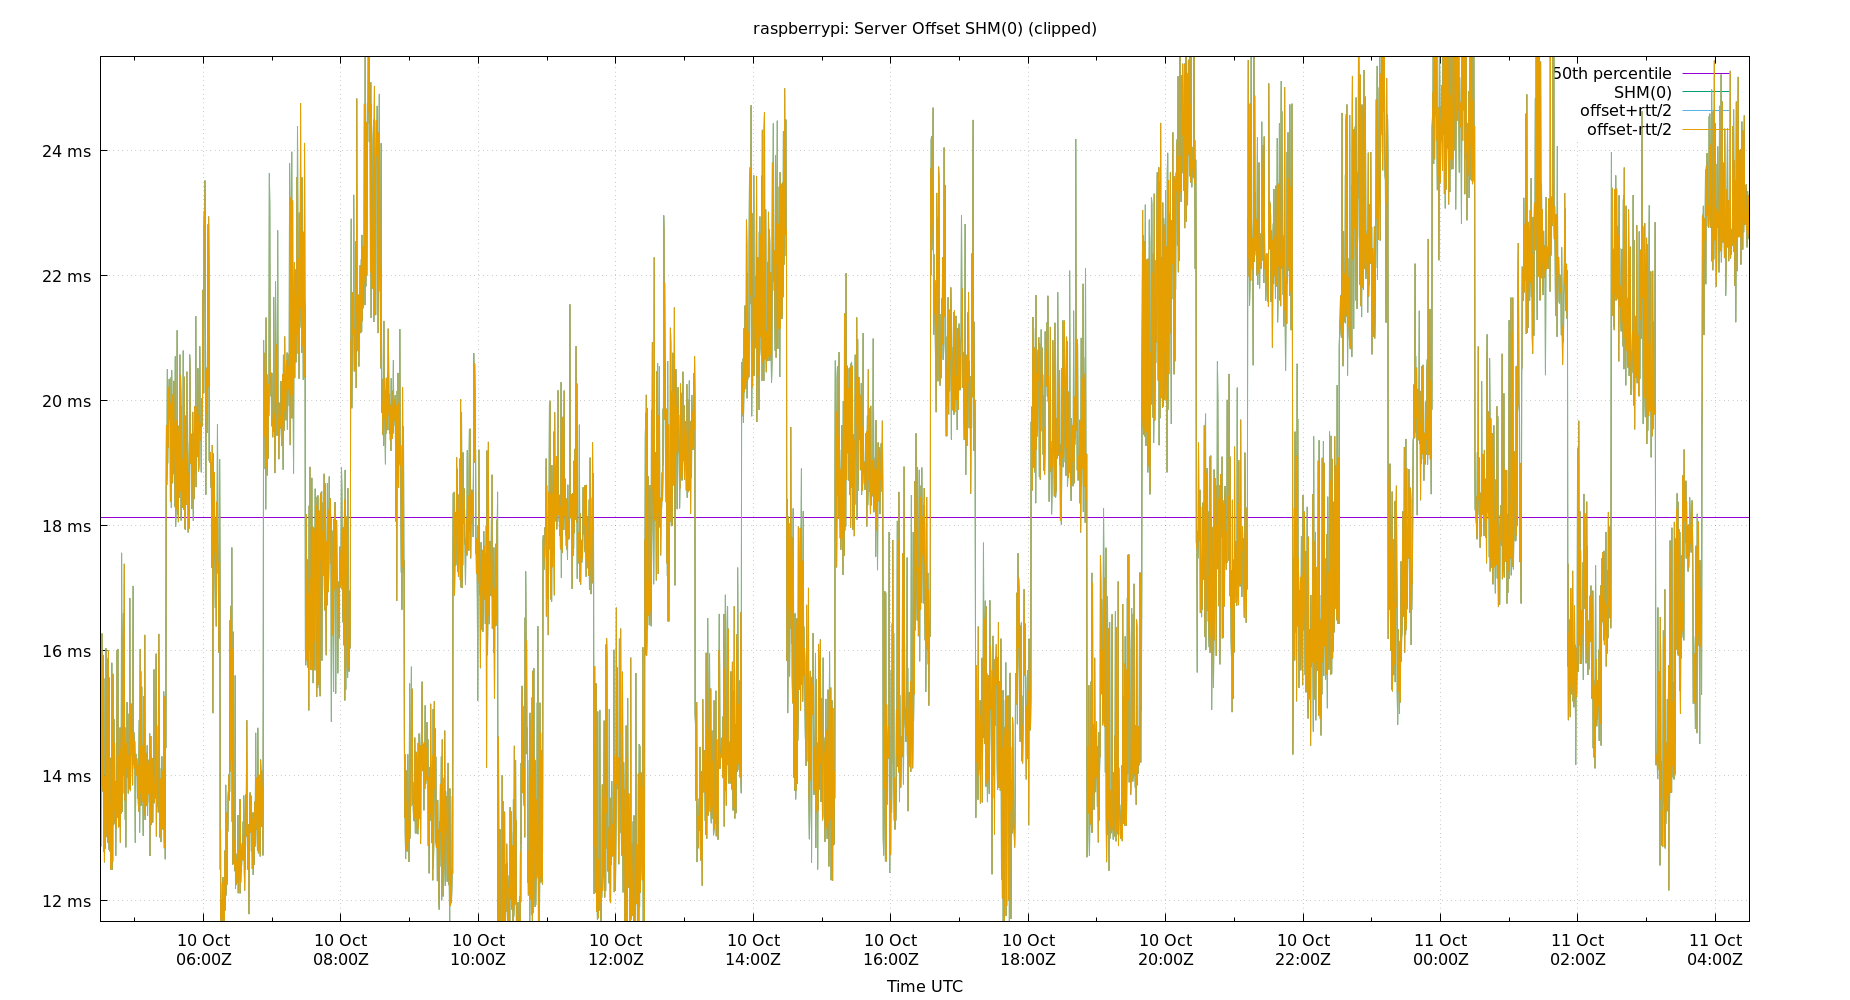 raspberrypi: Server Offset SHM(0) (clipped)
50th percentile
SHM(0)
offset+rtt/2
offset-rtt/2
24 ms
22 ms
20 ms
18 ms
16 ms
14 ms
12 ms
10 Oct 10 Oct 10 Oct 10 Oct 10 Oct 10 Oct 10 Oct 10 Oct 10 Oct 11 Oct 11 Oct 11 Oct
06:00Z 08:00Z 10:00Z 12:00Z 14:00Z 16:00Z 18:00Z 20:00Z 22:00Z 00:00Z 02:00Z 04:00Z
Time UTC